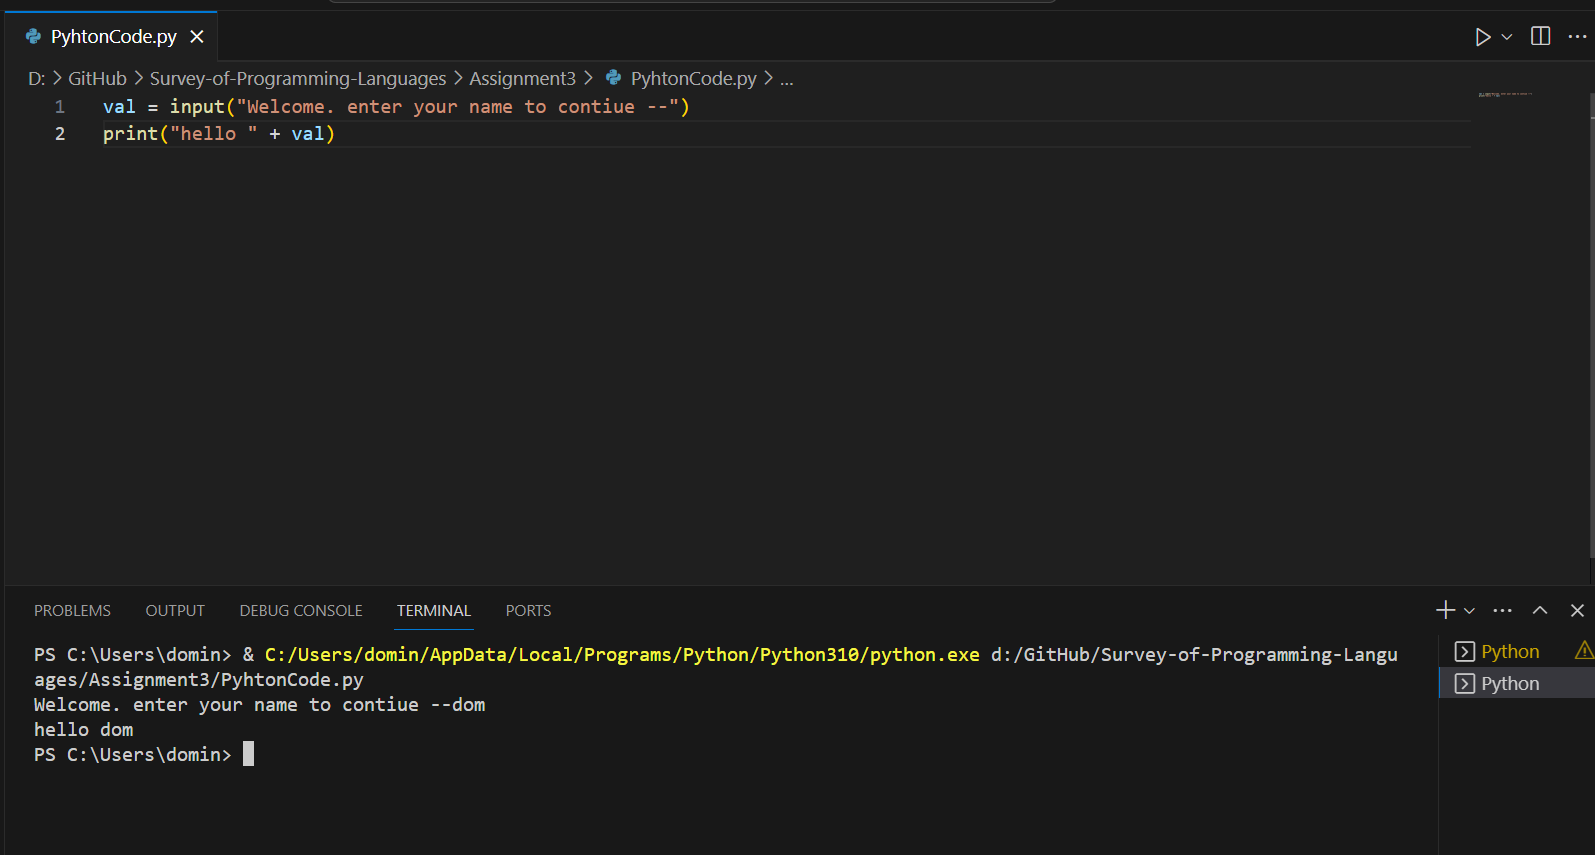 PyhtonCode.py
D: > GitHub > Survey-of-Programming-Languages > Assignment3 > PyhtonCode.py > ...
1 val = input("Welcome. enter your name to contiue --")
2 print("hello " + val)
PROBLEMS OUTPUT DEBUG CONSOLE TERMINAL PORTS
PS C:\Users\domin> & C:/Users/domin/AppData/Local/Programs/Python/Python310/python.exe d:/GitHub/Survey-of-Programming-Langu
ages/Assignment3/PyhtonCode.py
Welcome. enter your name to contiue --dom
hello dom
PS C:\Users\domin>
Python
Python